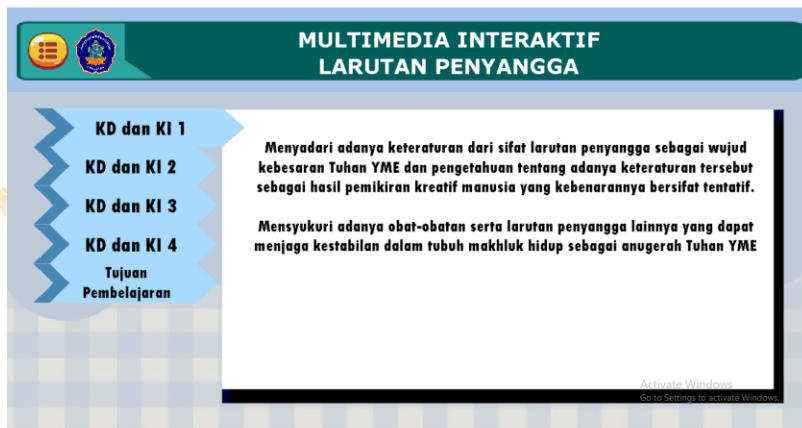 MULTIMEDIA INTERAKTIF
LARUTAN PENYANGGA
KD dan KI 1
KD dan KI 2
KD dan KI 3
KD dan KI 4
Tujuan
Pembelajaran
Menyadari adanya keteraturan dari sifat larutan penyangga sebagai wujud
kebesaran Tuhan YME dan pengetahuan tentang adanya keteraturan tersebut
sebagai hasil pemikiran kreatif manusia yang kebenarannya bersifat tentatif.
Mensyukuri adanya obat-obatan serta larutan penyangga lainnya yang dapat
menjaga kestabilan dalam tubuh makhluk hidup sebagai anugerah Tuhan YME
Activate Windows
Go to Settings to activate Windows.